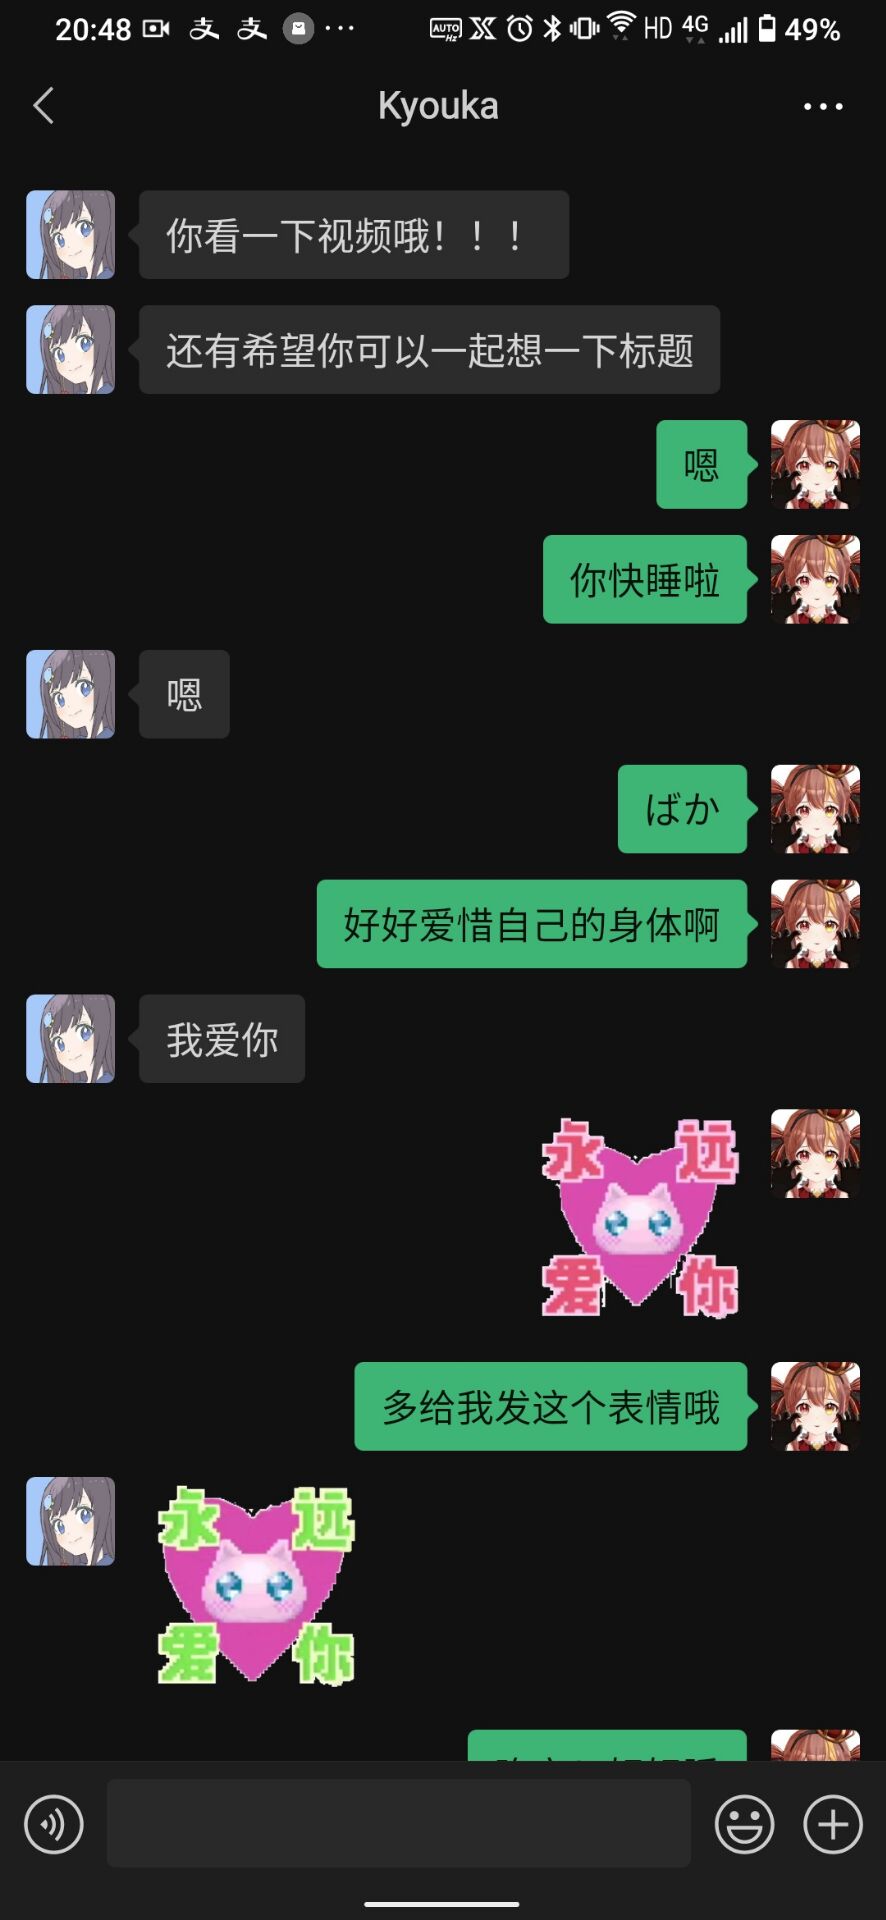 20:48
支 支
AUTO Hz
HD 4G 49%
Kyouka
你看一下视频哦！！！
还有希望你可以一起想一下标题
嗯
你快睡啦
嗯
ばか
好好爱惜自己的身体啊
我爱你
永远
爱你
多给我发这个表情哦
永远
爱你